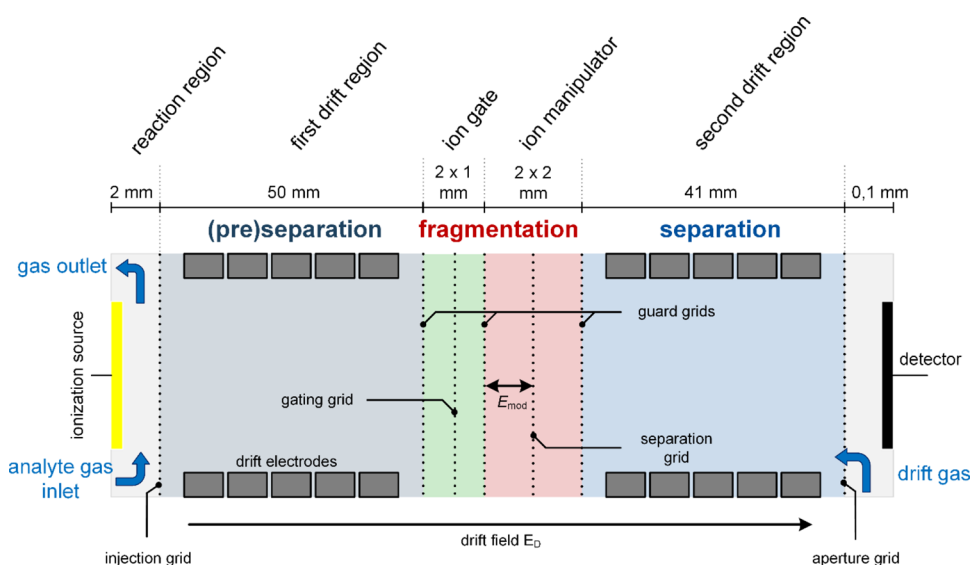 reaction region
first drift region
ion gate
ion manipulator
second drift region
2 mm
50 mm
2 x 1
mm
2 x 2
mm
41 mm
0,1 mm
(pre)separation
fragmentation
separation
gas outlet
ionization source
guard grids
detector
gating grid
Emod
separation
grid
analyte gas
inlet
drift electrodes
drift gas
injection grid
drift field ED
aperture grid